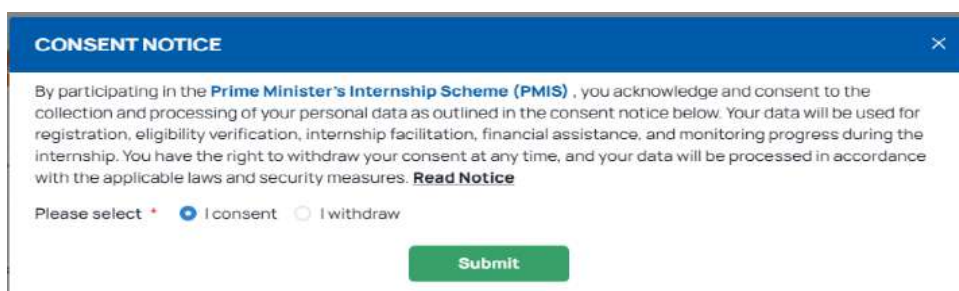 CONSENT NOTICE
By participating in the Prime Minister's Internship Scheme (PMIS) , you acknowledge and consent to the
collection and processing of your personal data as outlined in the consent notice below. Your data will be used for
registration, eligibility verification, internship facilitation, financial assistance, and monitoring progress during the
internship. You have the right to withdraw your consent at any time, and your data will be processed in accordance
with the applicable laws and security measures. Read Notice
Please select * I consent I withdraw
Submit